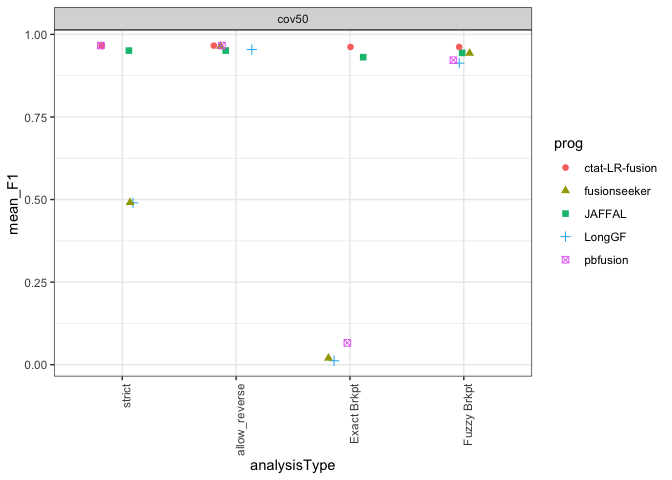 cov50
1.00
0.75
0.50
0.25
0.00
mean_F1
strict
allow_reverse
Exact Brkpt
Fuzzy Brkpt
analysisType
prog
ctat-LR-fusion
fusionseeker
JAFFAL
LongGF
pbfusion